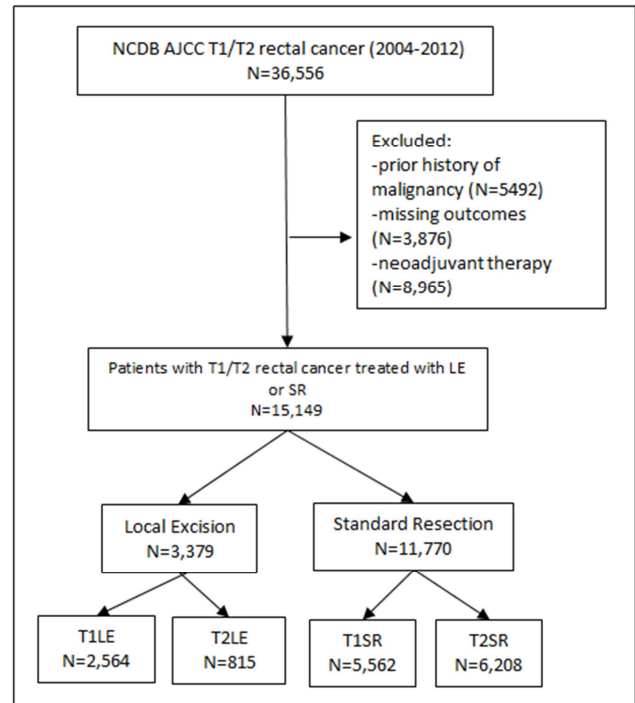 NCDB AJCC T1/T2 rectal cancer (2004-2012)
N=36,556
Excluded:
-prior history of
malignancy (N=5492)
-missing outcomes
(N=3,876)
-neoadjuvant therapy
(N=8,965)
Patients with T1/T2 rectal cancer treated with LE
or SR
N=15,149
Local Excision
N=3,379
Standard Resection
N=11,770
T1LE
N=2,564
T2LE
N=815
T1SR
N=5,562
T2SR
N=6,208